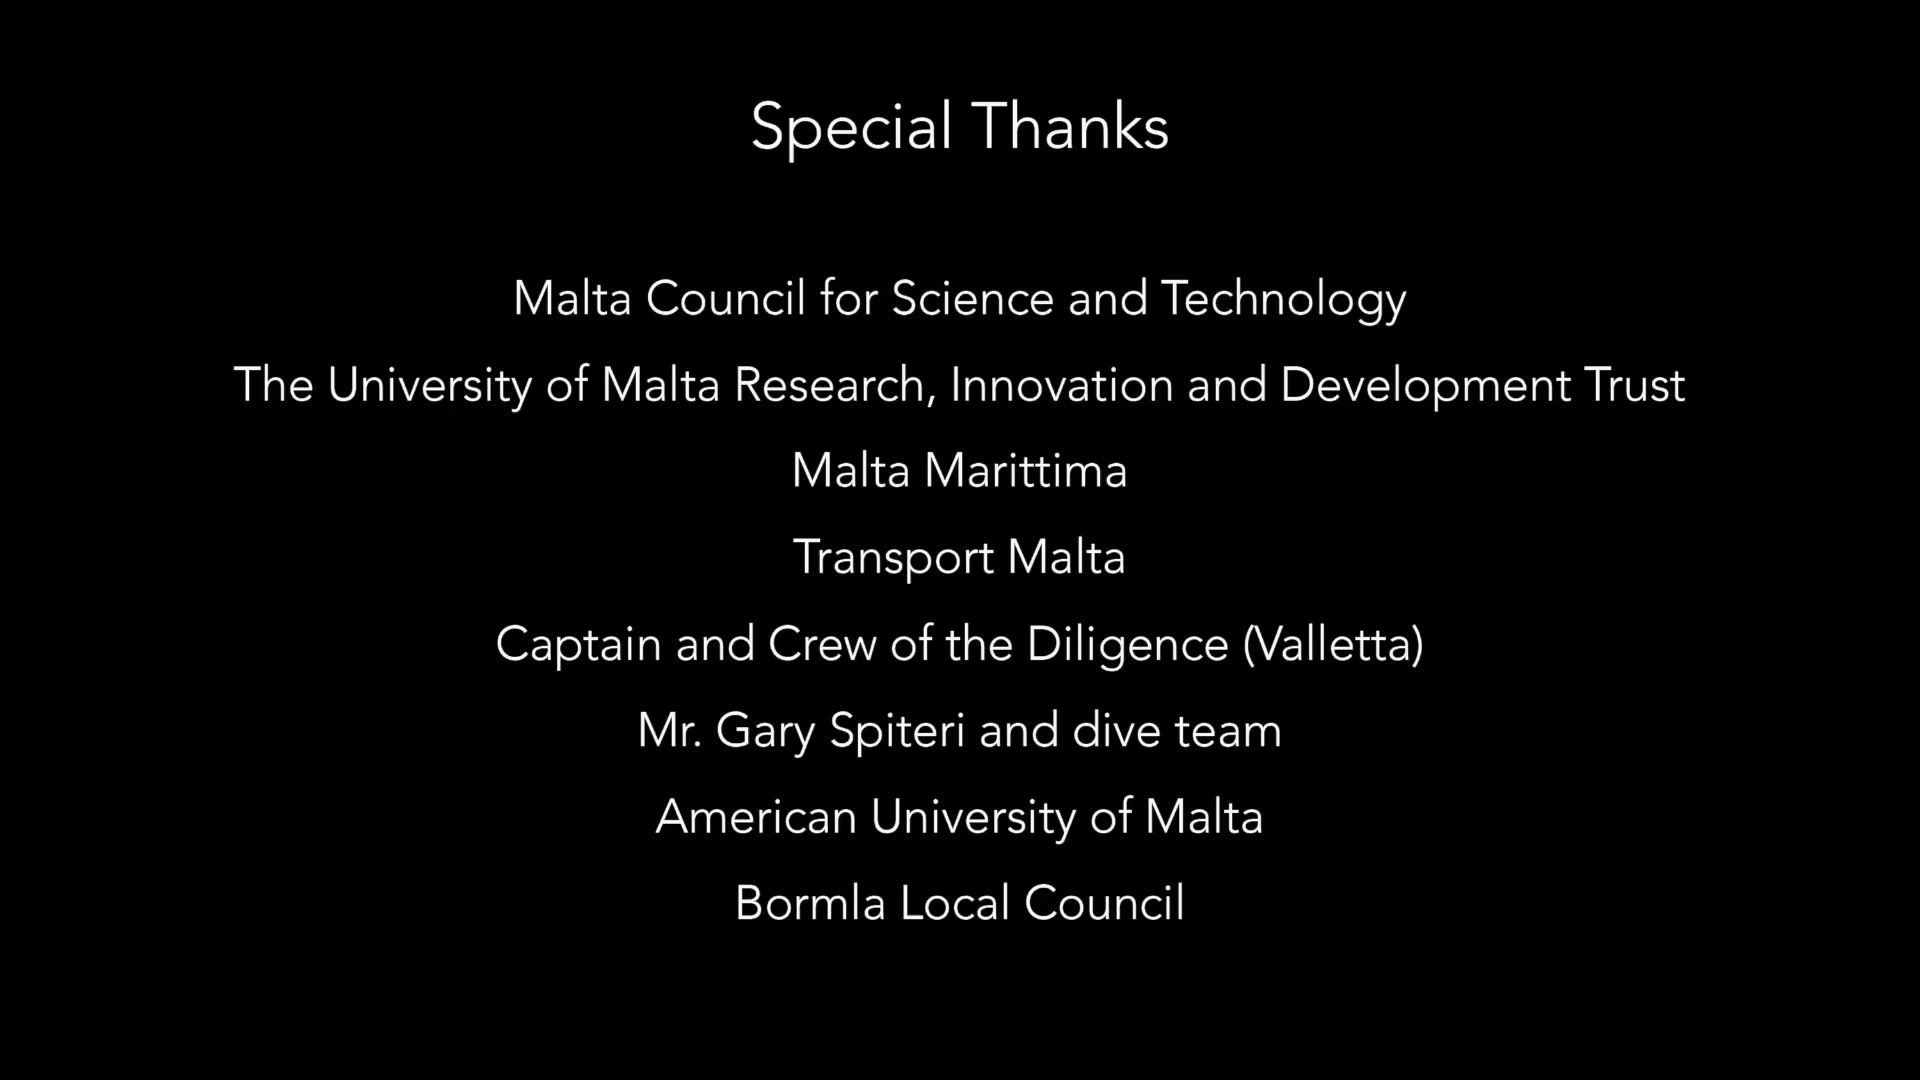 Special Thanks
Malta Council for Science and Technology
The University of Malta Research, Innovation and Development Trust
Malta Marittima
Transport Malta
Captain and Crew of the Diligence (Valletta)
Mr. Gary Spiteri and dive team
American University of Malta
Bormla Local Council